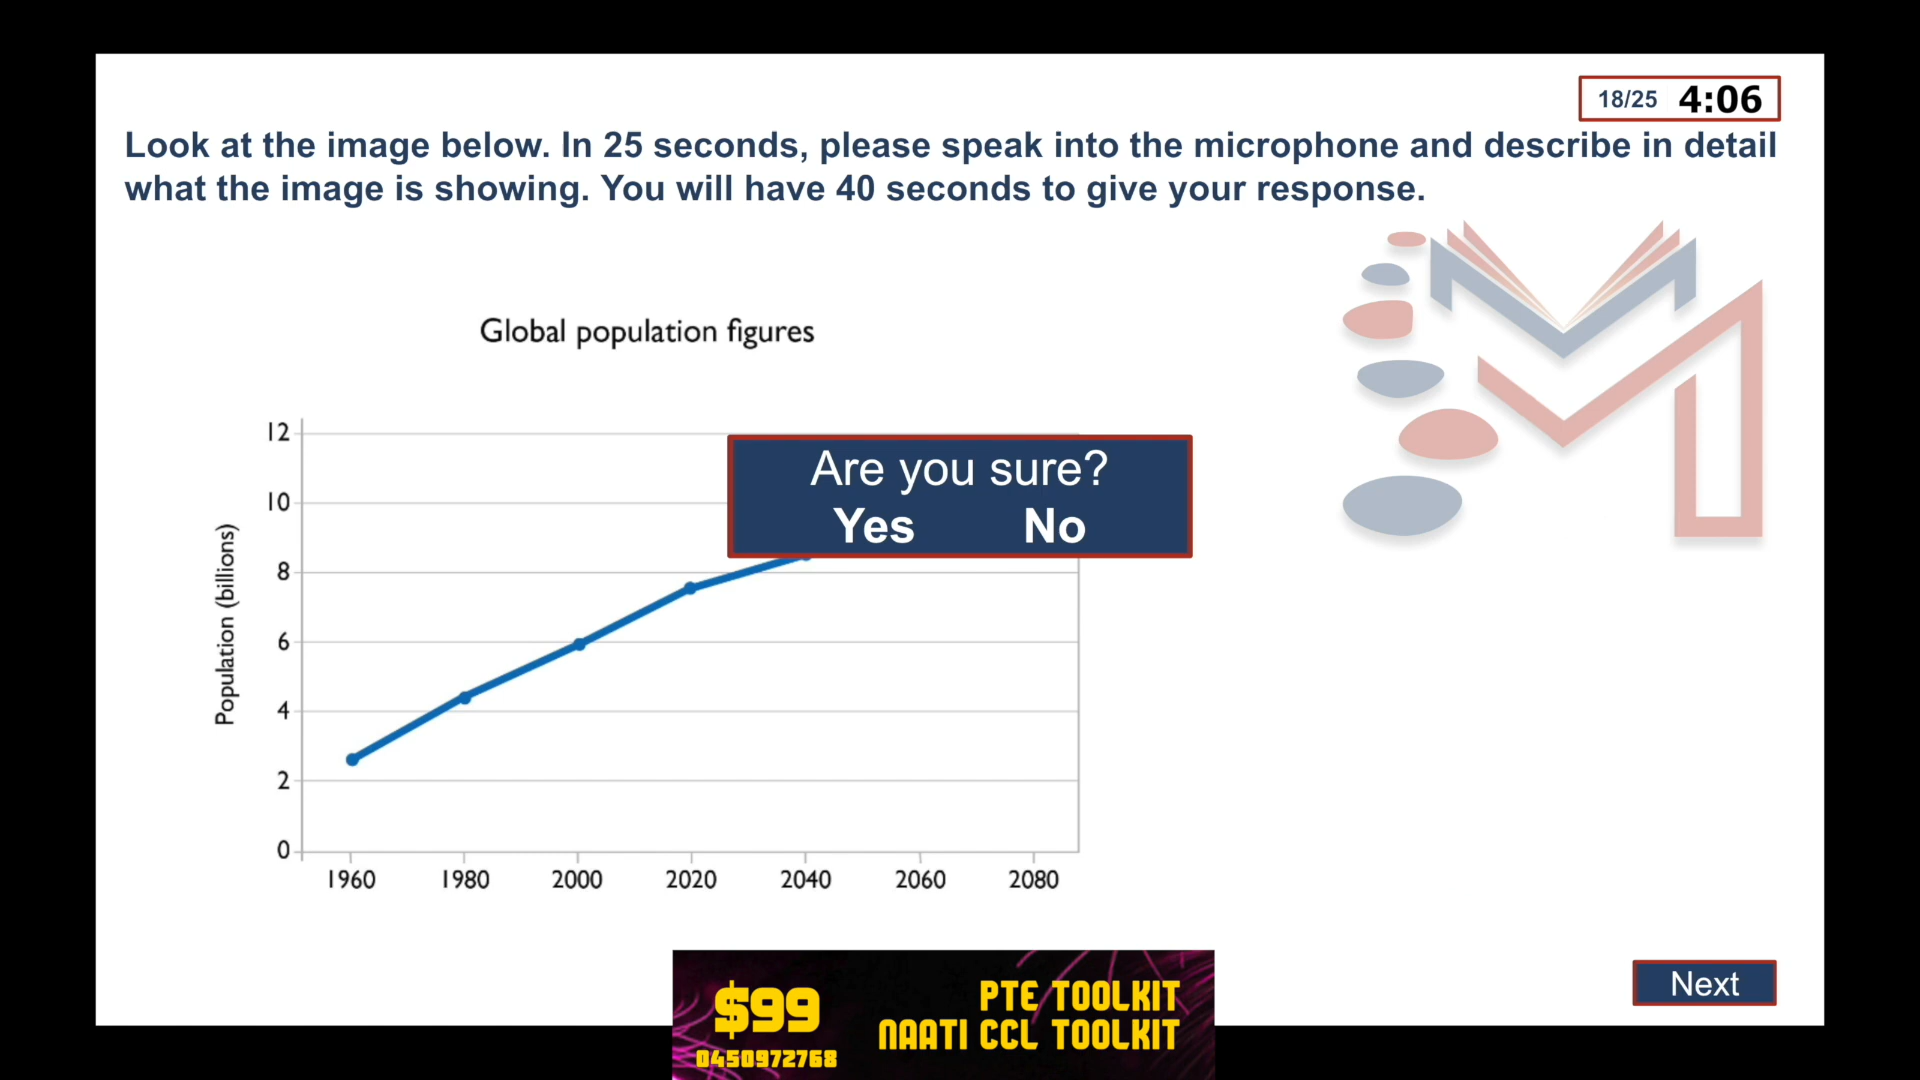 18/25 4:06
Look at the image below. In 25 seconds, please speak into the microphone and describe in detail
what the image is showing. You will have 40 seconds to give your response.
Global population figures
Population (billions)
12
10
8
6
4
2
0
1960 1980 2000 2020 2040 2060 2080
Are you sure?
Yes No
Next
$99
0450972768
PTE TOOLKIT
NAATI CCL TOOLKIT